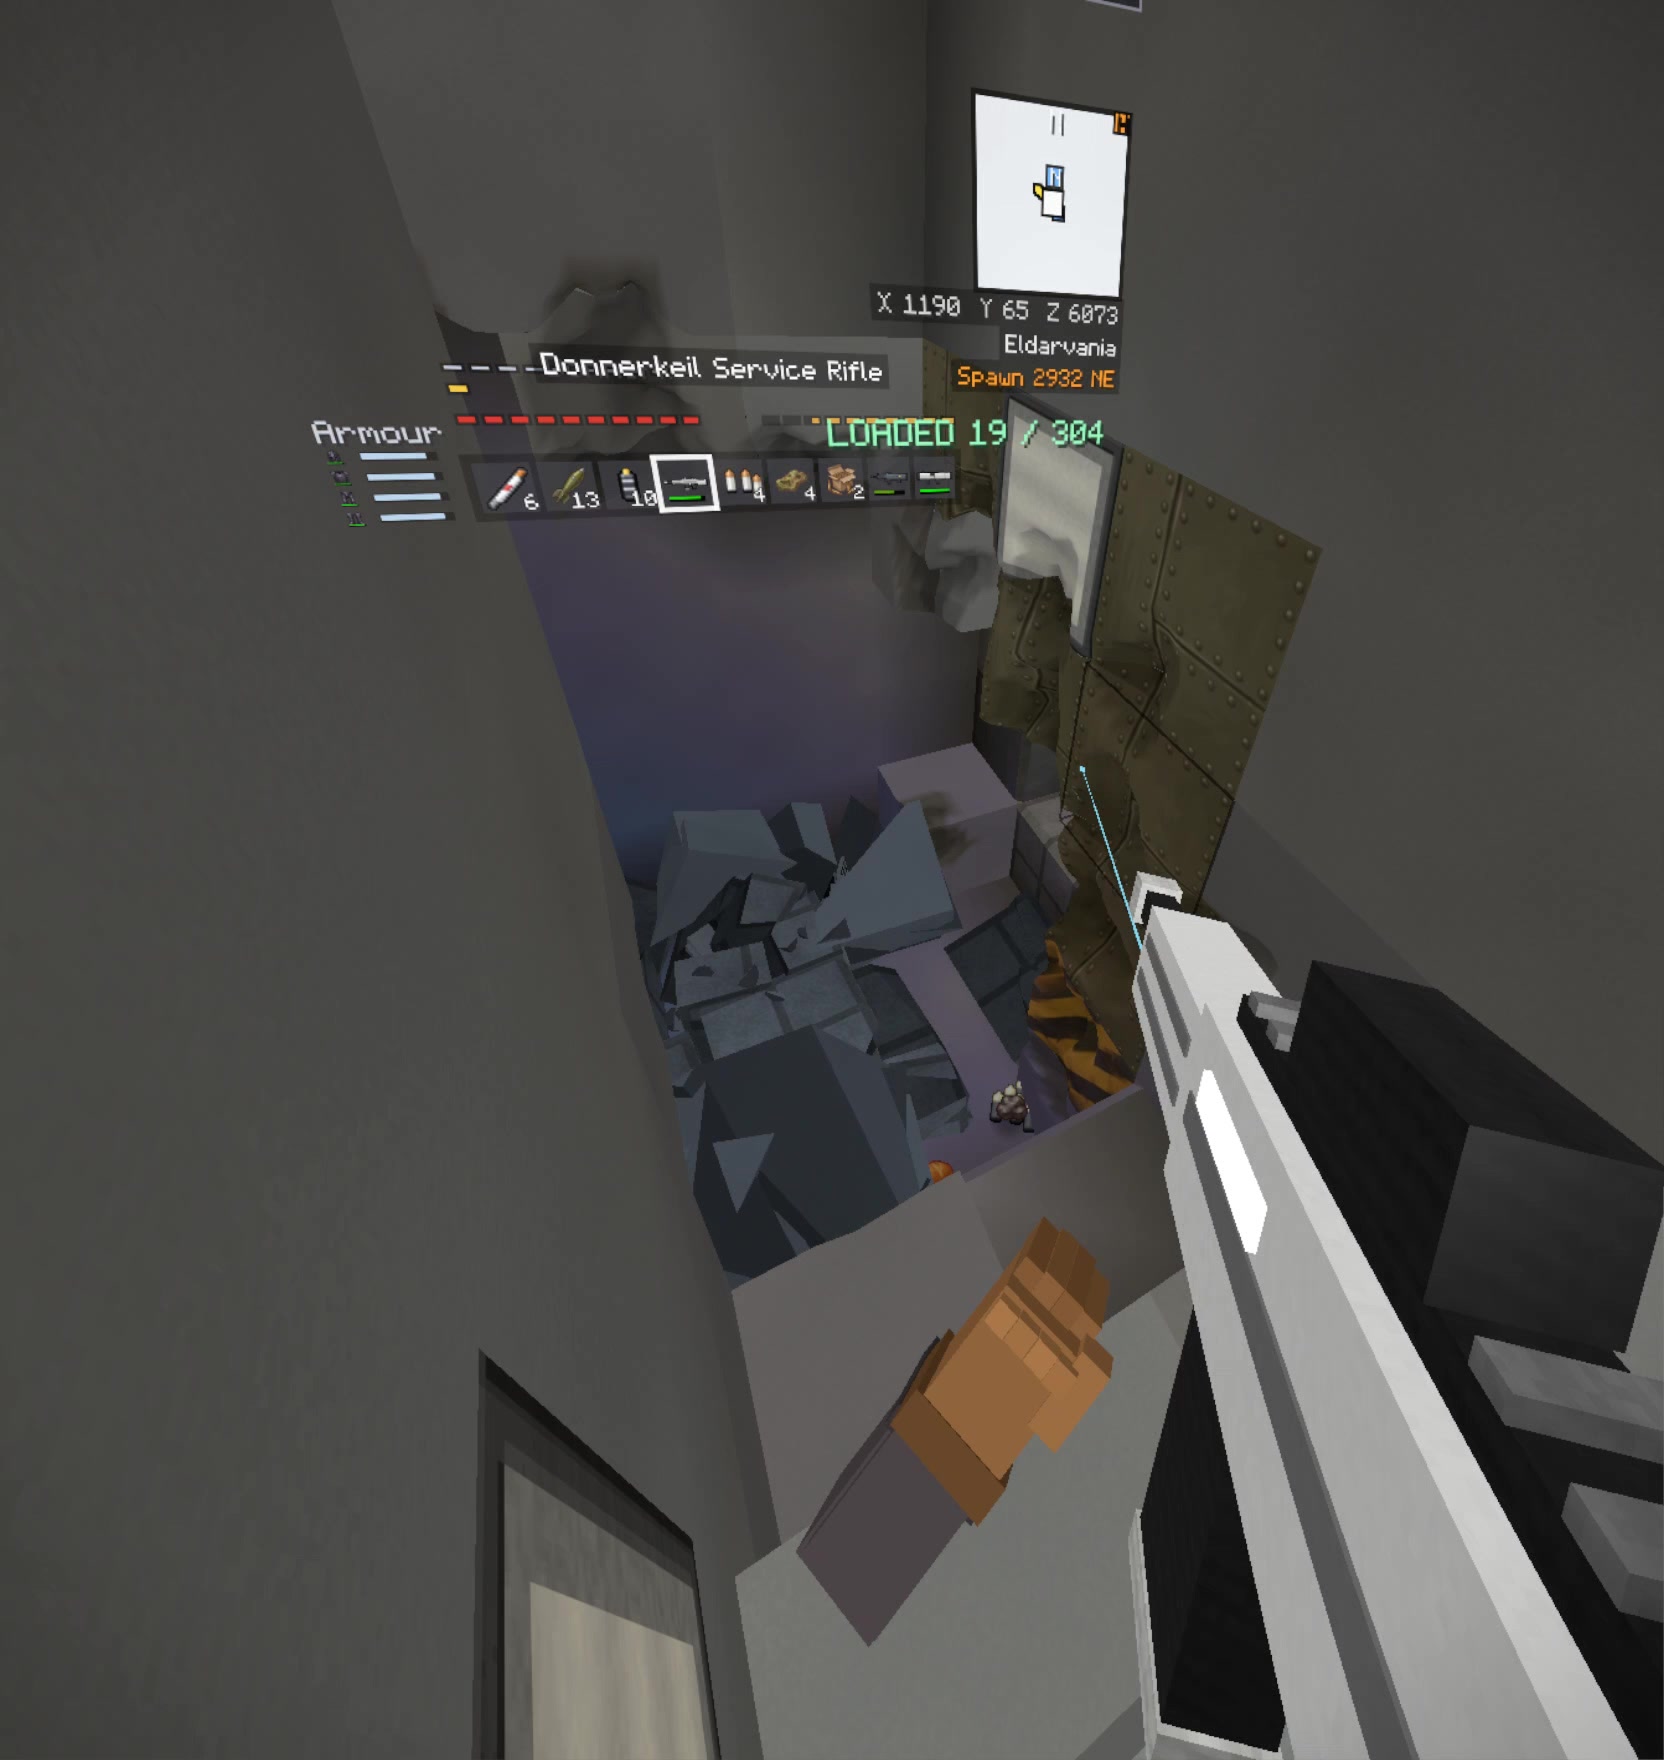 N
X 1190 Y 65 Z 6073
Eldarvania
Spawn 2932 NE
Donnerkeil Service Rifle
Armour
LOADED 19 / 304
6
13
10
4
4
2